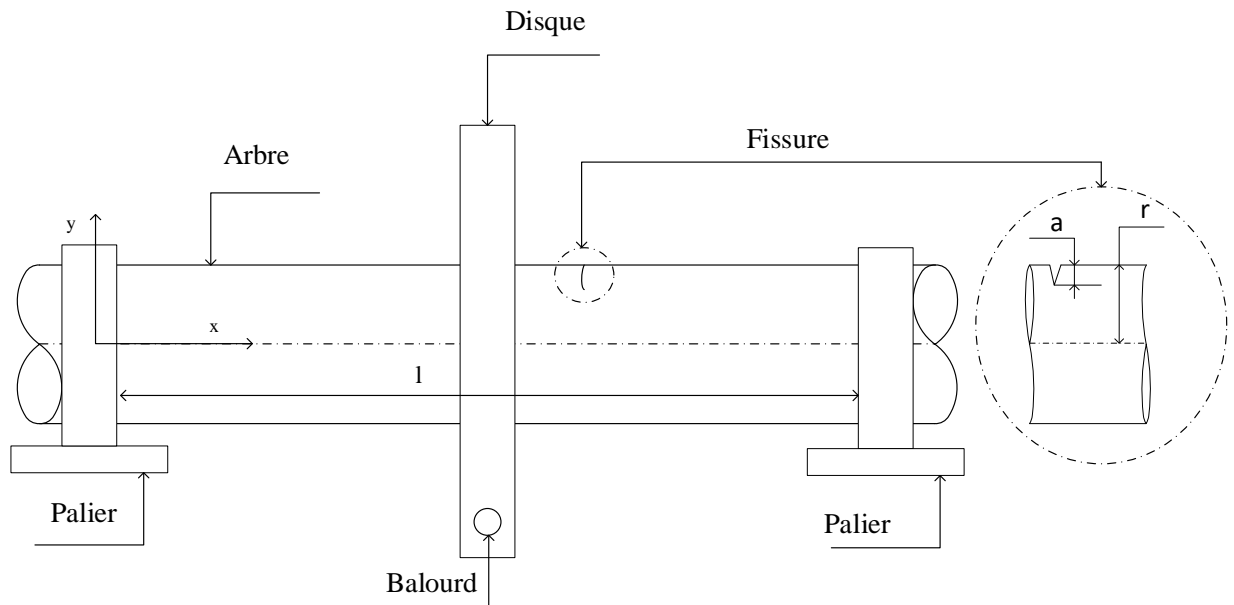 Disque
Fissure
Arbre
a
r
y
x
l
Palier
Palier
Balourd